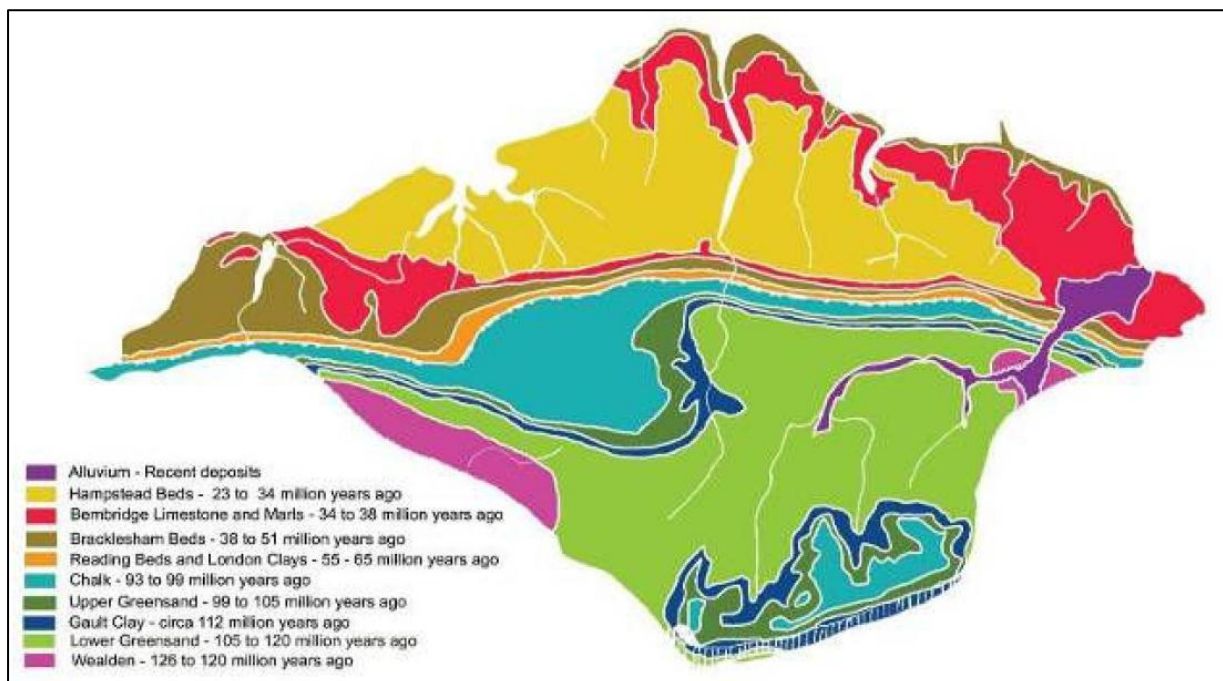 Alluvium - Recent deposits
Hampstead Beds - 23 to 34 million years ago
Bembridge Limestone and Marls - 34 to 38 million years ago
Bracklesham Beds - 38 to 51 million years ago
Reading Beds and London Clays - 55 - 65 million years ago
Chalk - 93 to 99 million years ago
Upper Greensand - 99 to 105 million years ago
Gault Clay - circa 112 million years ago
Lower Greensand - 105 to 120 million years ago
Wealden - 126 to 120 million years ago